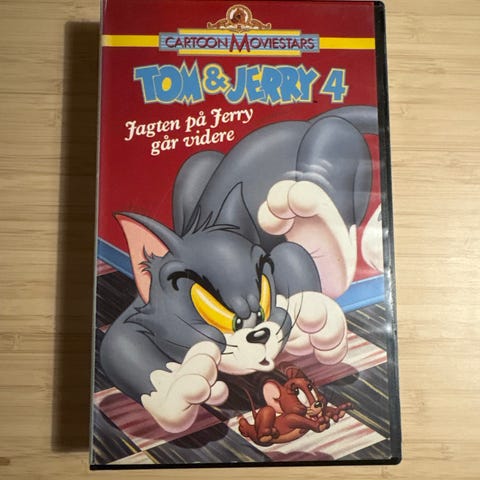 CARTOON MOVIESTARS
TOM & JERRY 4
Jagten på Jerry
går videre